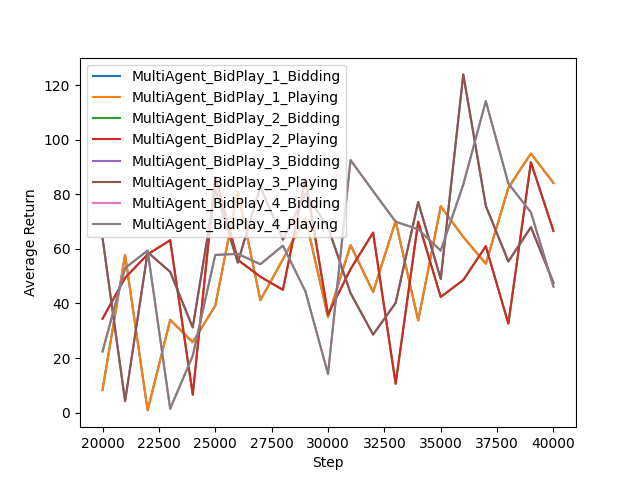 MultiAgent_BidPlay_1_Bidding
MultiAgent_BidPlay_1_Playing
MultiAgent_BidPlay_2_Bidding
MultiAgent_BidPlay_2_Playing
MultiAgent_BidPlay_3_Bidding
MultiAgent_BidPlay_3_Playing
MultiAgent_BidPlay_4_Bidding
MultiAgent_BidPlay_4_Playing
120
100
80
60
40
20
0
Average Return
20000 22500 25000 27500 30000 32500 35000 37500 40000
Step